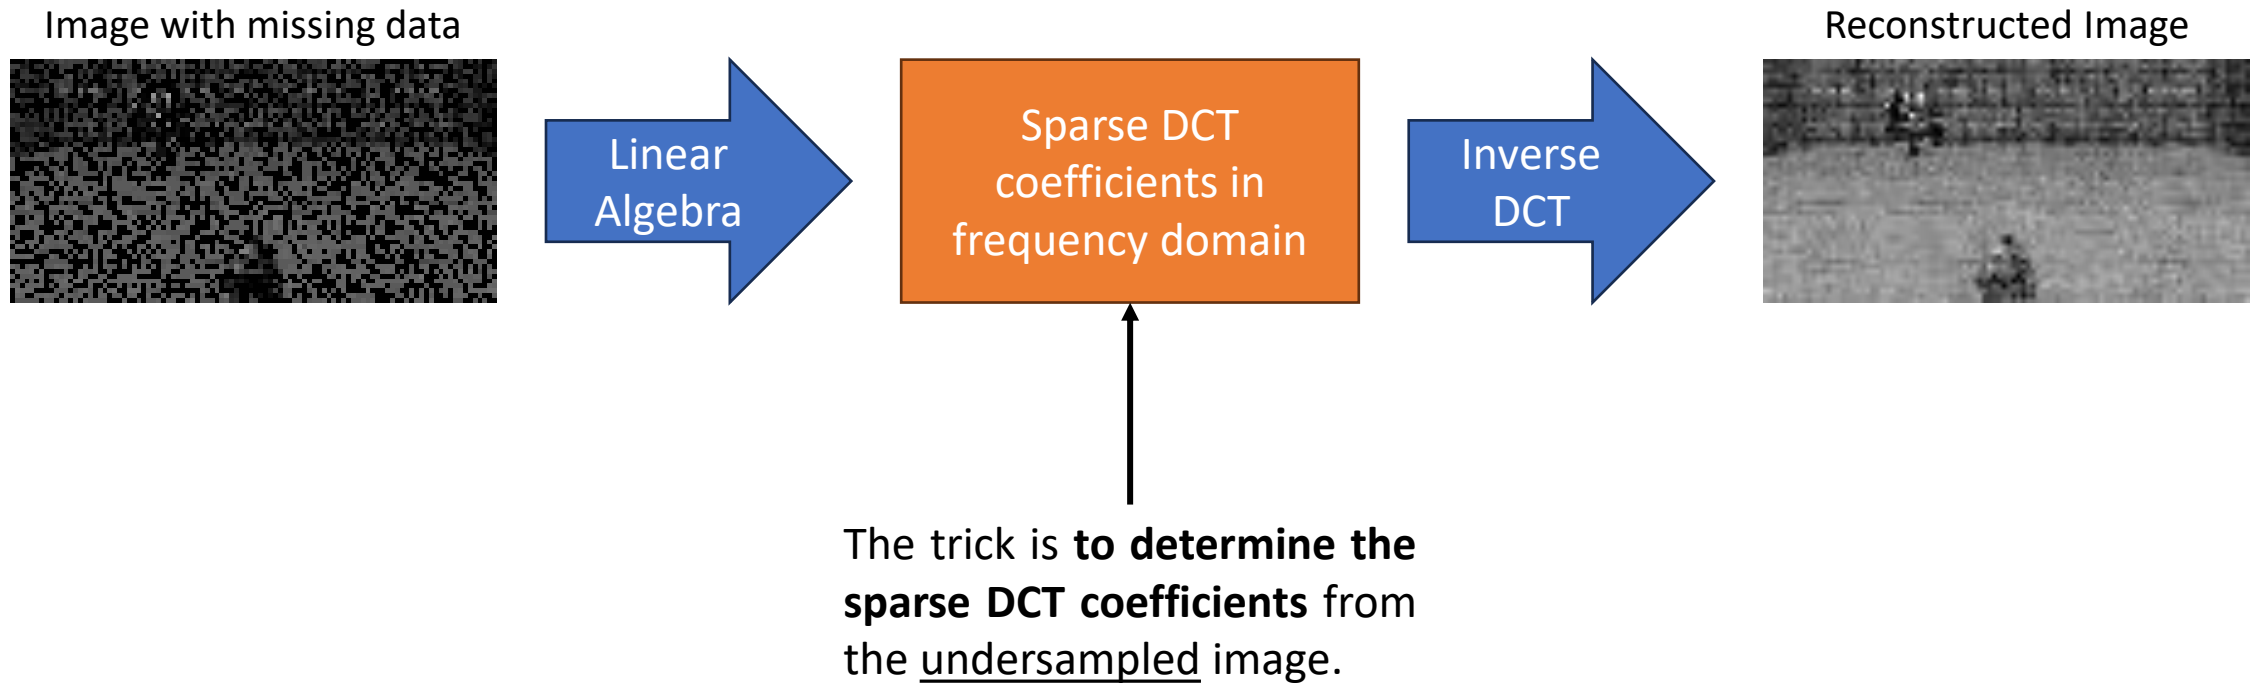 Image with missing data
Reconstructed Image
Linear
Algebra
Sparse DCT
coefficients in
frequency domain
Inverse
DCT
The trick is to determine the
sparse DCT coefficients from
the undersampled image.